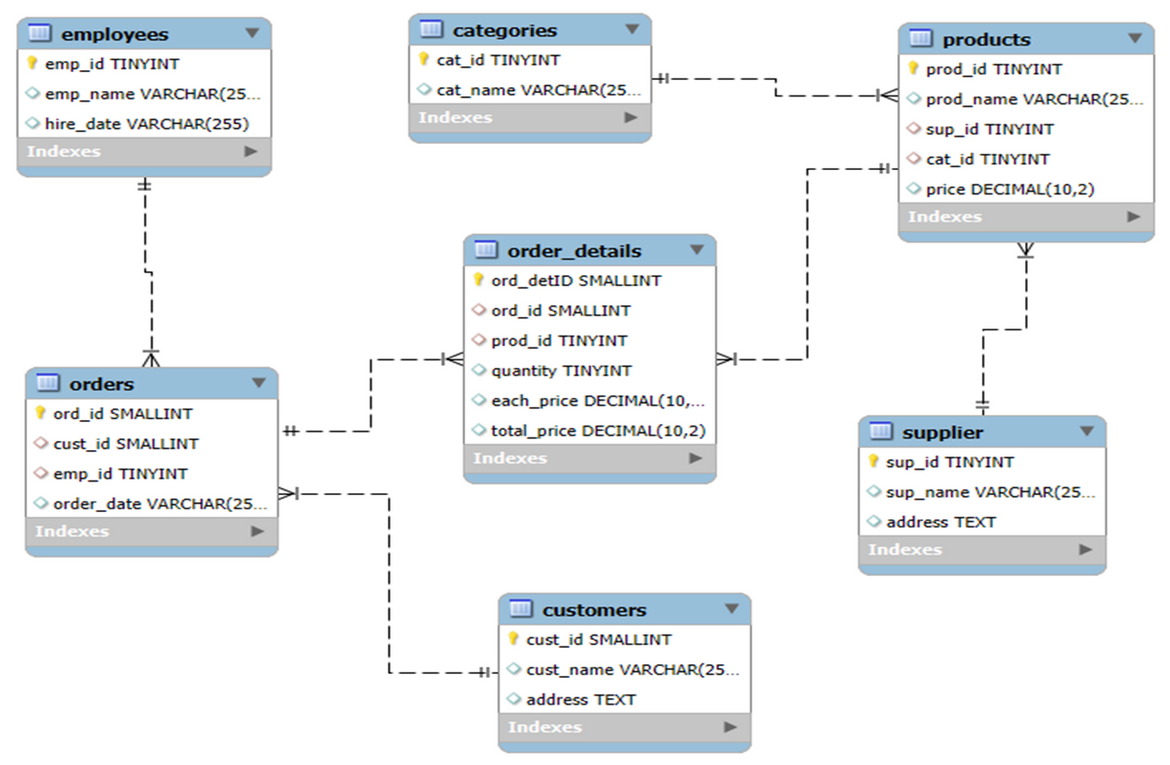 employees
emp_id TINYINT
emp_name VARCHAR(25...
hire_date VARCHAR(255)
Indexes
categories
cat_id TINYINT
cat_name VARCHAR(25...
Indexes
products
prod_id TINYINT
prod_name VARCHAR(25...
sup_id TINYINT
cat_id TINYINT
price DECIMAL(10,2)
Indexes
order_details
ord_detID SMALLINT
ord_id SMALLINT
prod_id TINYINT
quantity TINYINT
each_price DECIMAL(10,...
total_price DECIMAL(10,2)
Indexes
orders
ord_id SMALLINT
cust_id SMALLINT
emp_id TINYINT
order_date VARCHAR(25...
Indexes
supplier
sup_id TINYINT
sup_name VARCHAR(25...
address TEXT
Indexes
customers
cust_id SMALLINT
cust_name VARCHAR(25...
address TEXT
Indexes